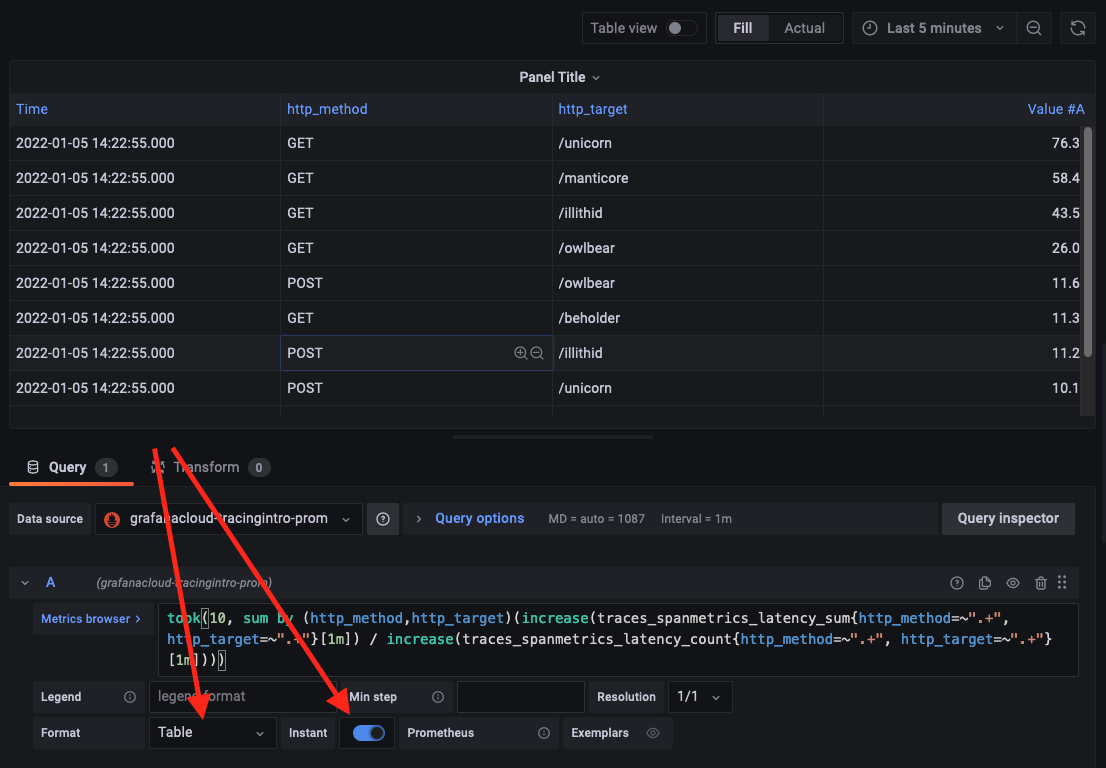 Table view Fill Actual Last 5 minutes
Panel Title
Time http_method http_target Value #A
2022-01-05 14:22:55.000 GET /unicorn 76.3
2022-01-05 14:22:55.000 GET /manticore 58.4
2022-01-05 14:22:55.000 GET /illithid 43.5
2022-01-05 14:22:55.000 GET /owlbear 26.0
2022-01-05 14:22:55.000 POST /owlbear 11.6
2022-01-05 14:22:55.000 GET /beholder 11.3
2022-01-05 14:22:55.000 POST /illithid 11.2
2022-01-05 14:22:55.000 POST /unicorn 10.1
Query 1 Transform 0
Data source grafanacloud-tracingintro-prom Query options MD = auto = 1087 Interval = 1m Query inspector
A (grafanacloud-tracingintro-prom)
Metrics browser > topk(10, sum by (http_method,http_target)(increase(traces_spanmetrics_latency_sum{http_method=~".+",
http_target=~".+"}[1m]) / increase(traces_spanmetrics_latency_count{http_method=~".+", http_target=~".+"}
[1m])))
Legend legend format Min step Resolution 1/1
Format Table Instant Prometheus Exemplars